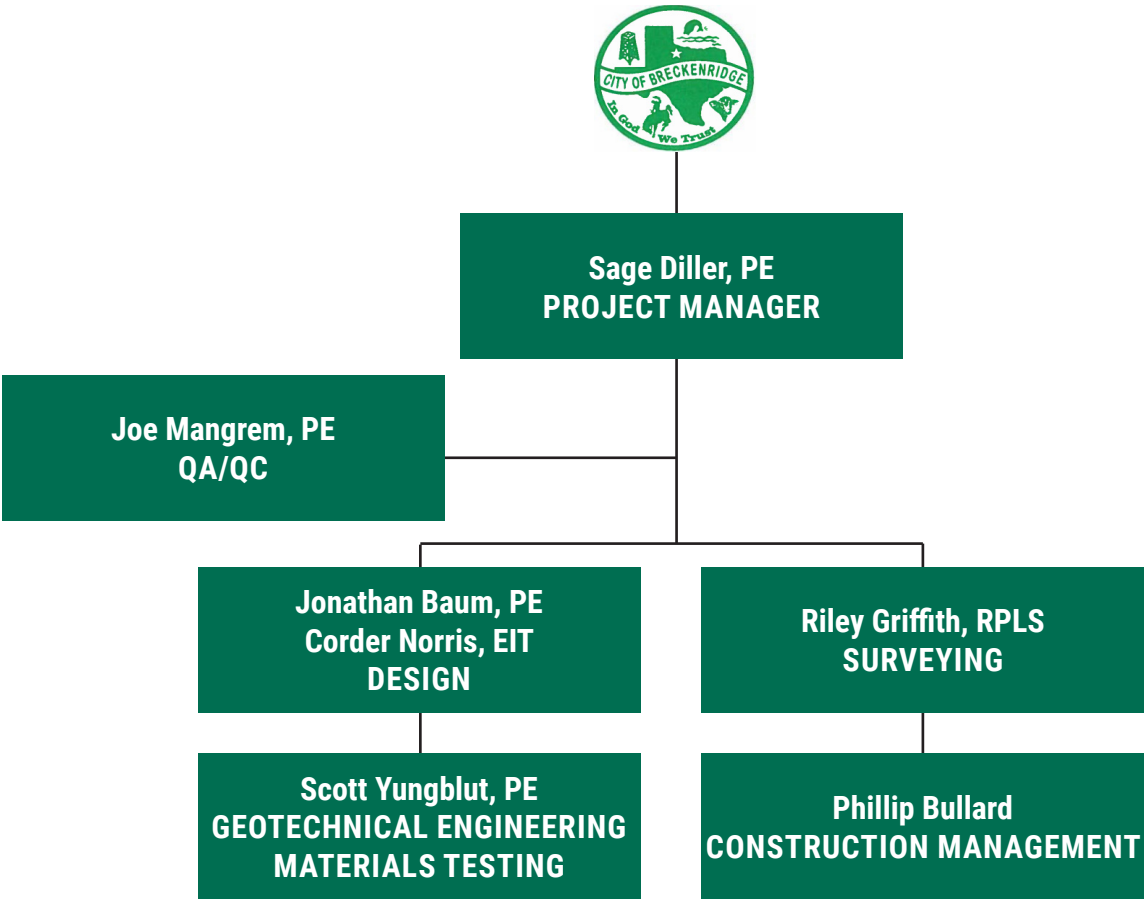 CITY OF BRECKENRIDGE
In God We Trust
Sage Diller, PE
PROJECT MANAGER
Joe Mangrem, PE
QA/QC
Jonathan Baum, PE
Corder Norris, EIT
DESIGN
Riley Griffith, RPLS
SURVEYING
Scott Yungblut, PE
GEOTECHNICAL ENGINEERING
MATERIALS TESTING
Phillip Bullard
CONSTRUCTION MANAGEMENT